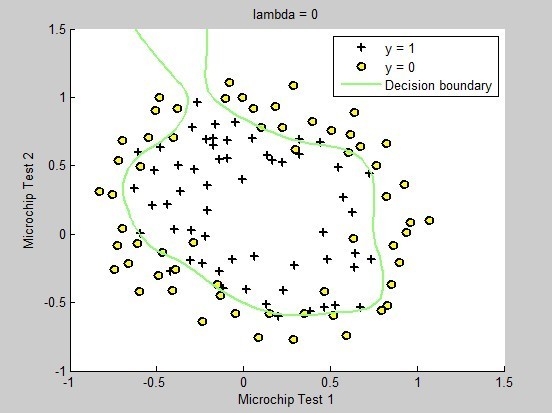 lambda = 0
y = 1
y = 0
Decision boundary
Microchip Test 2
1.5
1
0.5
0
-0.5
-1
-1
-0.5
0
0.5
1
1.5
Microchip Test 1